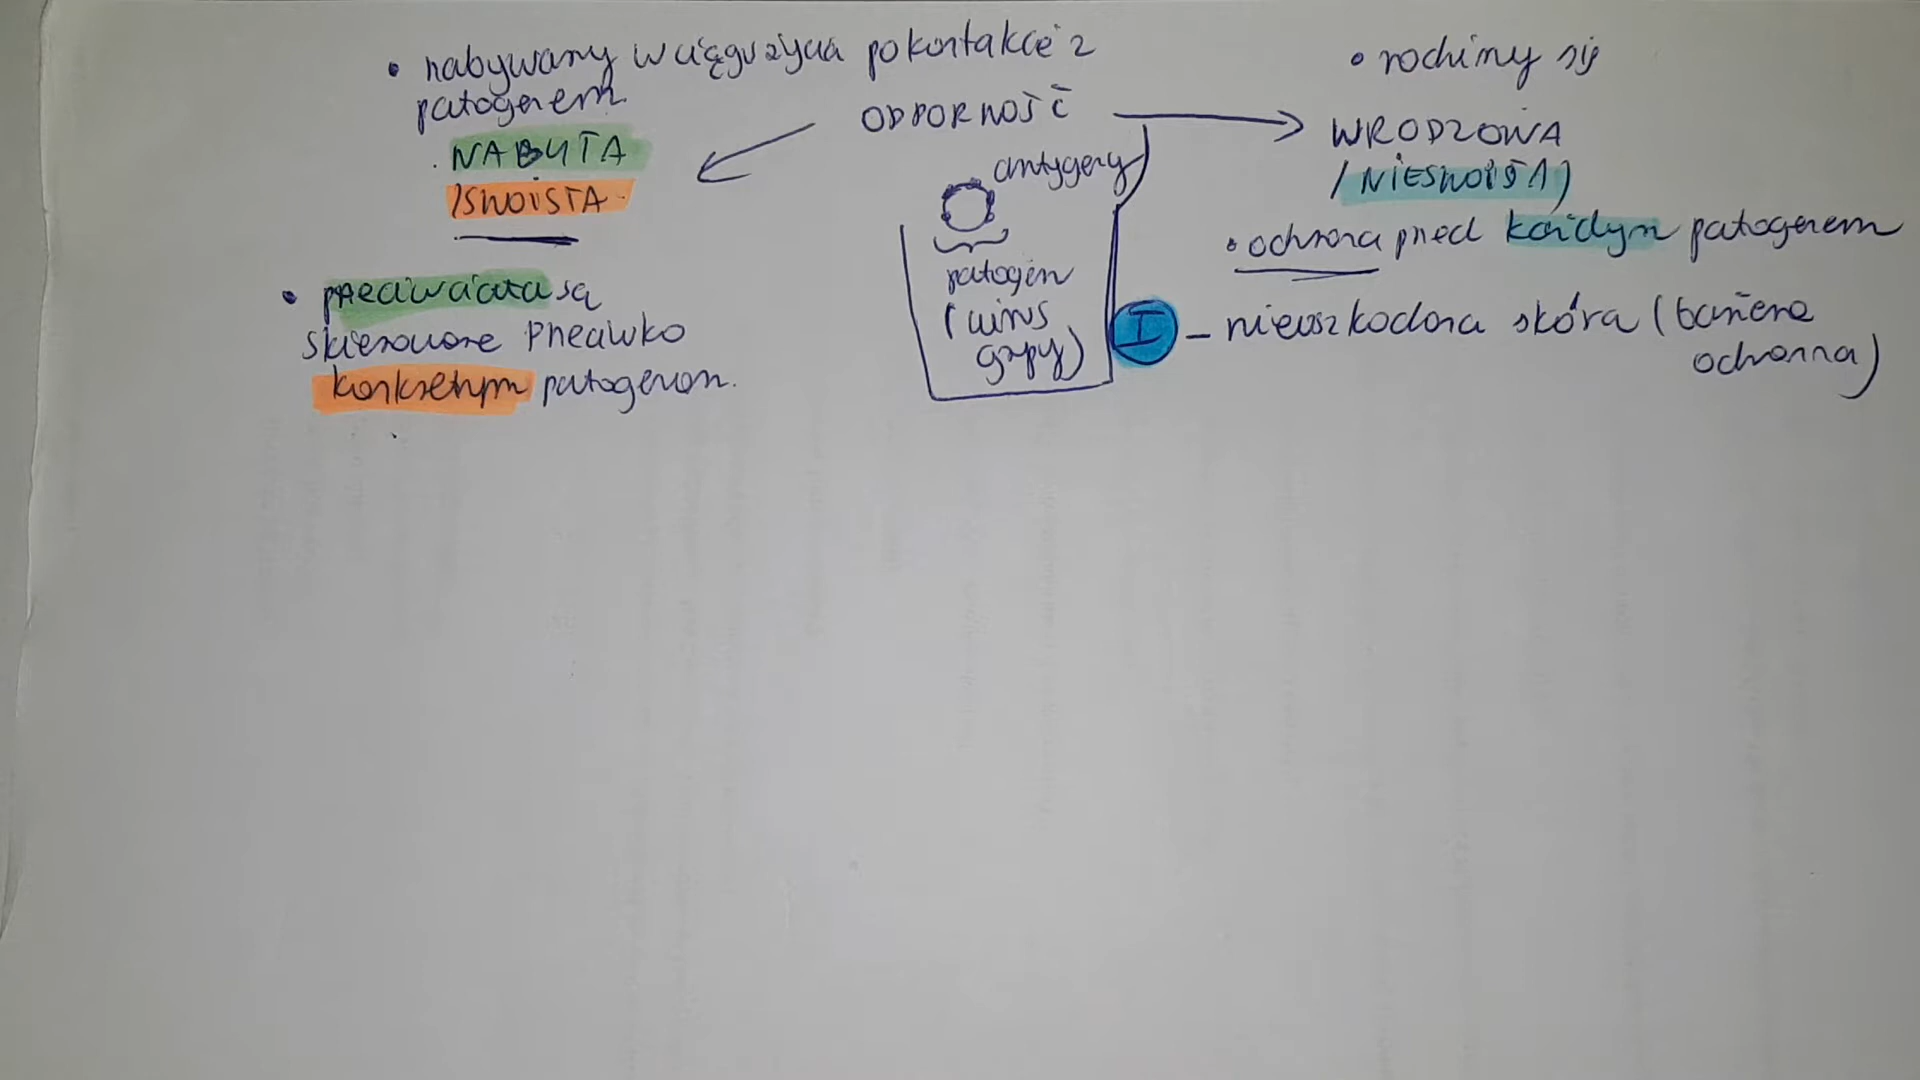 • nabywamy w ciągu życia po kontakcie z
patogenem.
NABYTA
/SWOISTA
• przeciwciała są
skierowane przeciwko
konkretnym patogenom.
ODPORNOŚĆ
antygeny
patogen
(wirus
grypy)
• rodzimy się
WRODZONA
/NIESWOISTA)
• ochrona przed każdym patogenem
I - nieuszkodzona skóra (bariera
ochronna)